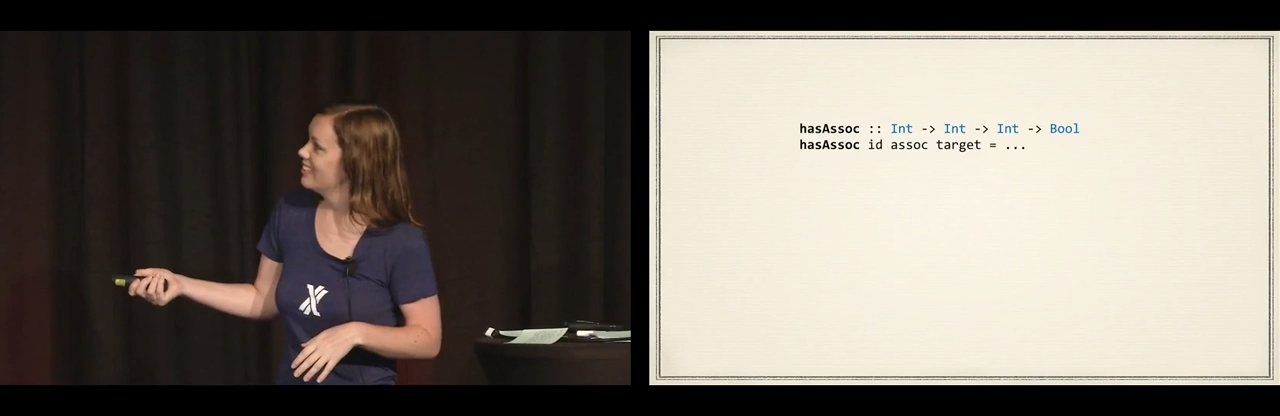 hasAssoc :: Int -> Int -> Int -> Bool
hasAssoc id assoc target = ...